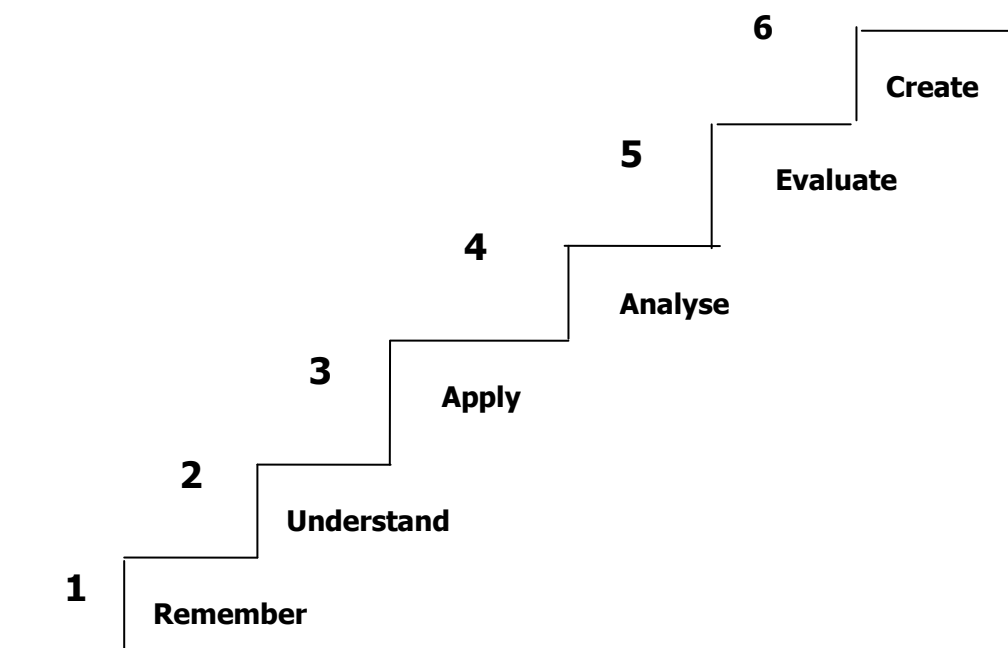 6
Create
5
Evaluate
4
Analyse
3
Apply
2
Understand
1
Remember